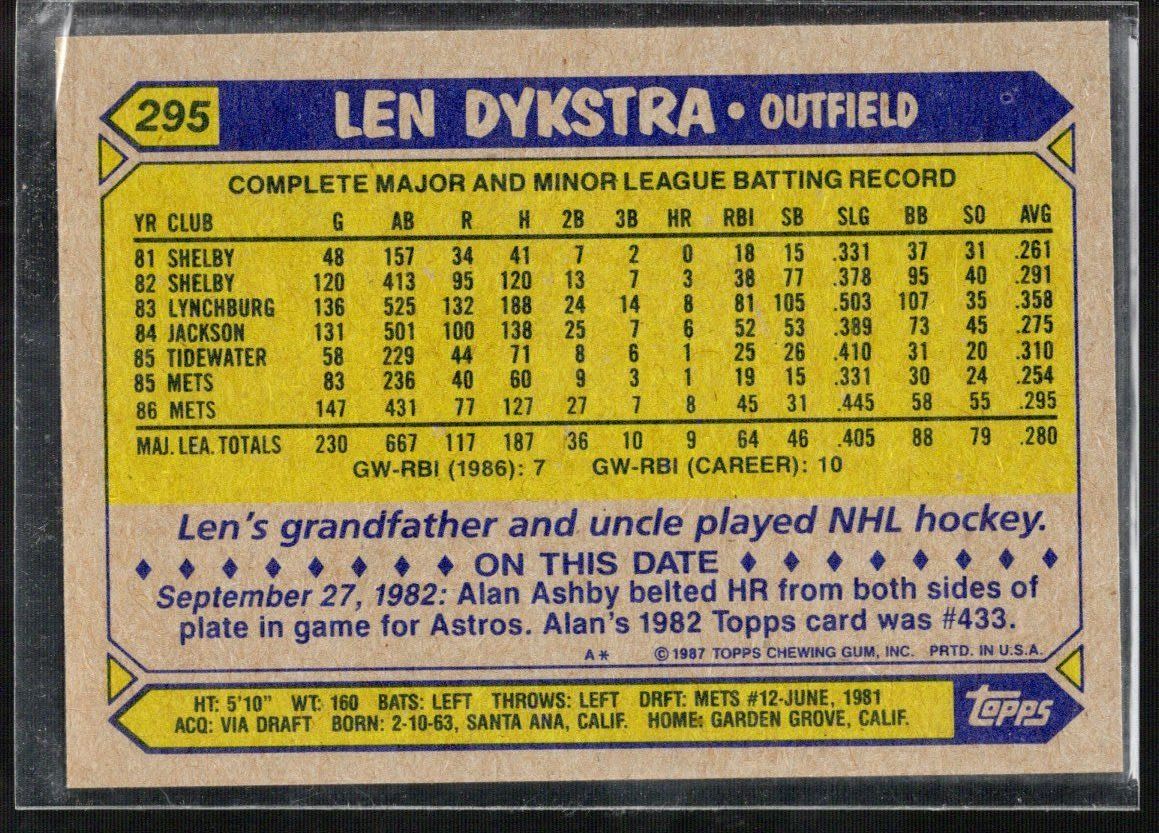 295 LEN DYKSTRA • OUTFIELD
COMPLETE MAJOR AND MINOR LEAGUE BATTING RECORD
YR CLUB G AB R H 2B 3B HR RBI SB SLG BB SO AVG
81 SHELBY 48 157 34 41 7 2 0 18 15 .331 37 31 .261
82 SHELBY 120 413 95 120 13 7 3 38 77 .378 95 40 .291
83 LYNCHBURG 136 525 132 188 24 14 8 81 105 .503 107 35 .358
84 JACKSON 131 501 100 138 25 7 6 52 53 .389 73 45 .275
85 TIDEWATER 58 229 44 71 8 6 1 25 26 .410 31 20 .310
85 METS 83 236 40 60 9 3 1 19 15 .331 30 24 .254
86 METS 147 431 77 127 27 7 8 45 31 .445 58 55 .295
MAJ. LEA. TOTALS 230 667 117 187 36 10 9 64 46 .405 88 79 .280
GW-RBI (1986): 7 GW-RBI (CAREER): 10
Len's grandfather and uncle played NHL hockey.
ON THIS DATE
September 27, 1982: Alan Ashby belted HR from both sides of
plate in game for Astros. Alan's 1982 Topps card was #433.
A* © 1987 TOPPS CHEWING GUM, INC. PRTD. IN U.S.A.
HT: 5'10" WT: 160 BATS: LEFT THROWS: LEFT DRFT: METS #12-JUNE, 1981
ACQ: VIA DRAFT BORN: 2-10-63, SANTA ANA, CALIF. HOME: GARDEN GROVE, CALIF.
topps